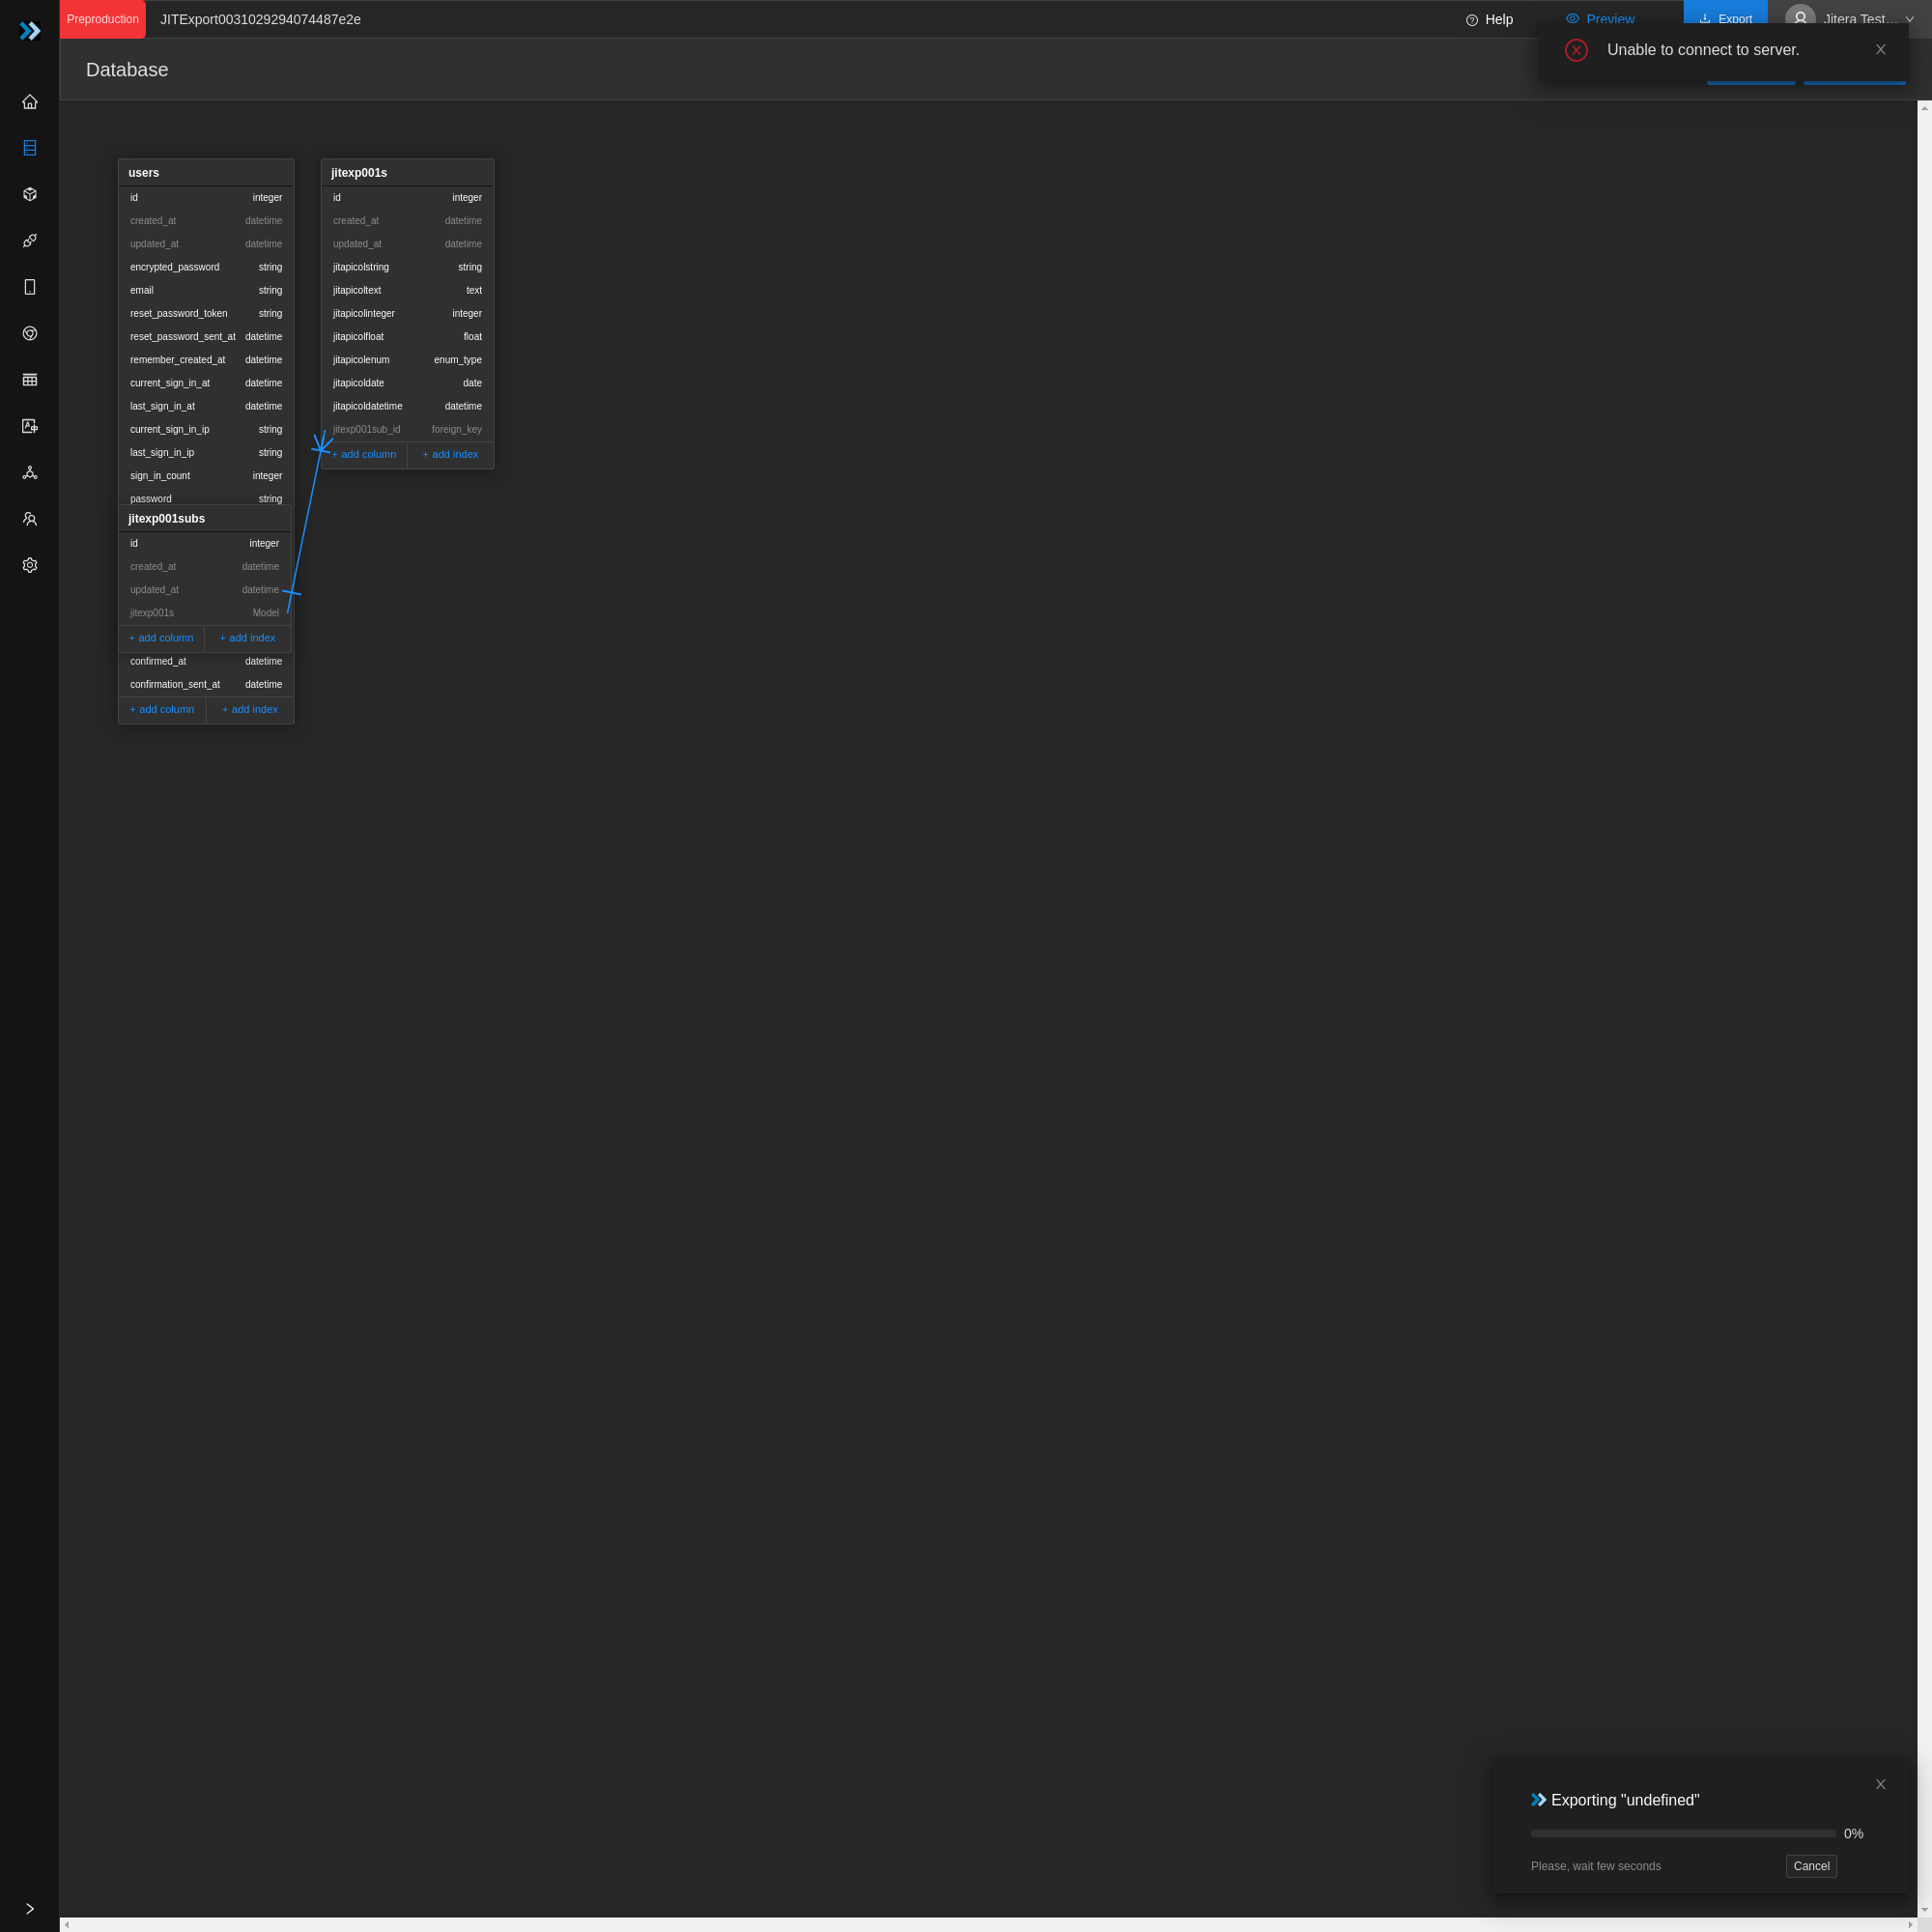 Preproduction JITExport0031029294074487e2e Help Preview Export Jitera Test...
Unable to connect to server.
Database
users
id integer
created_at datetime
updated_at datetime
encrypted_password string
email string
reset_password_token string
reset_password_sent_at datetime
remember_created_at datetime
current_sign_in_at datetime
last_sign_in_at datetime
current_sign_in_ip string
last_sign_in_ip string
sign_in_count integer
password string
jitexp001s
id integer
created_at datetime
updated_at datetime
jitapicolstring string
jitapicoltext text
jitapicolinteger integer
jitapicolfloat float
jitapicolenum enum_type
jitapicoldate date
jitapicoldatetime datetime
jitexp001sub_id foreign_key
+ add column + add index
jitexp001subs
id integer
created_at datetime
updated_at datetime
jitexp001s Model
+ add column + add index
confirmed_at datetime
confirmation_sent_at datetime
+ add column + add index
Exporting "undefined"
0%
Please, wait few seconds Cancel